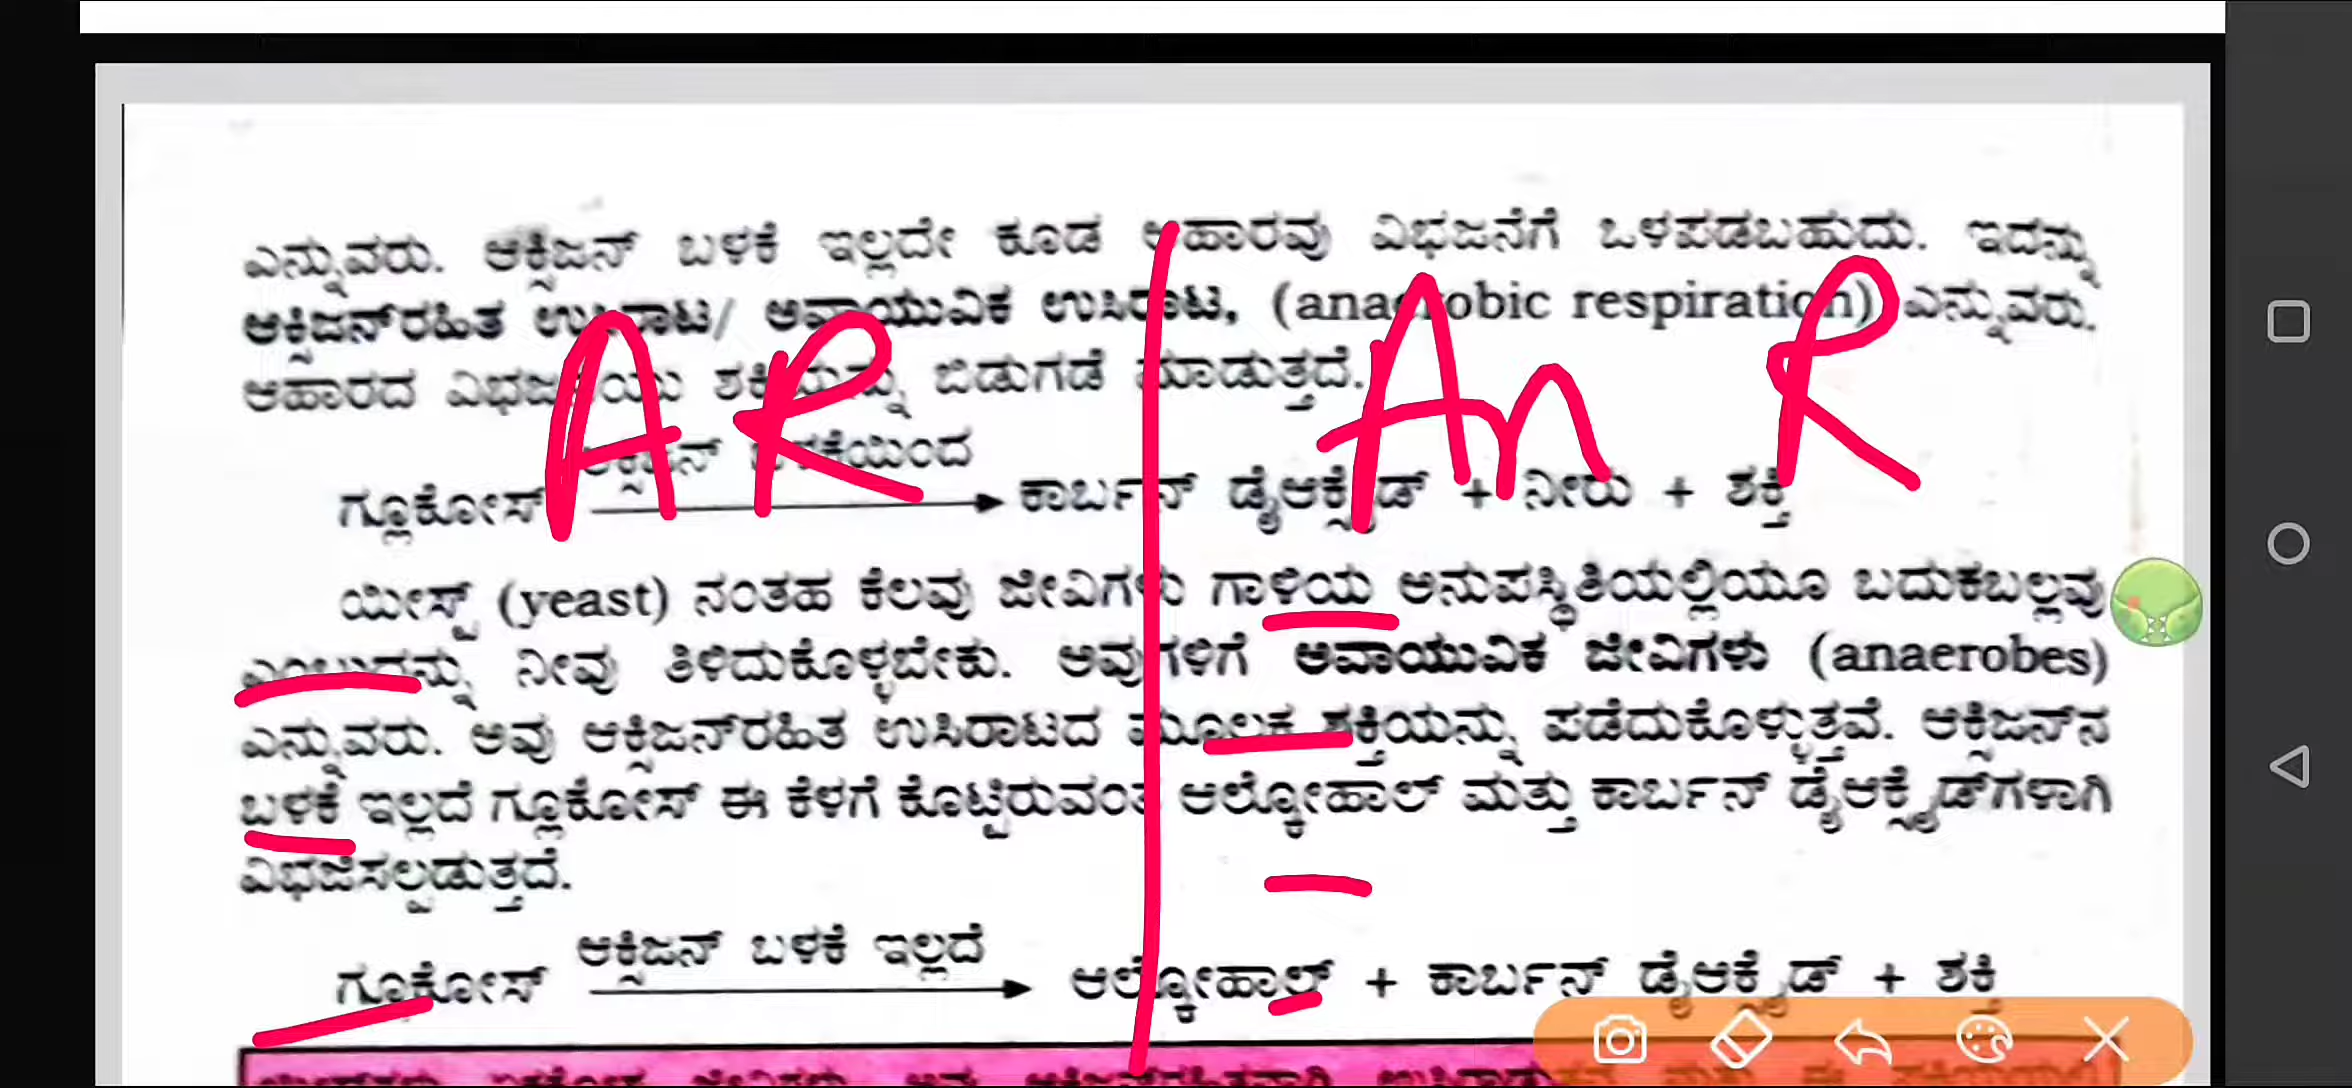 ಎನ್ನುವರು. ಆಕ್ಸಿಜನ್ ಬಳಕೆ ಇಲ್ಲದೇ ಕೂಡ ಆಹಾರವು ವಿಭಜನೆಗೆ ಒಳಪಡಬಹುದು. ಇದನ್ನು
ಆಕ್ಸಿಜನ್‌ರಹಿತ ಉಸಿರಾಟ/ ಅವಾಯುವಿಕ ಉಸಿರಾಟ, (anaerobic respiration) ಎನ್ನುವರು.
ಆಹಾರದ ವಿಭಜನೆಯು ಶಕ್ತಿಯನ್ನು ಬಿಡುಗಡೆ ಮಾಡುತ್ತದೆ.
AR AnR
ಆಕ್ಸಿಜನ್ ಬಳಕೆಯಿಂದ
ಗ್ಲೂಕೋಸ್ ⟶ ಕಾರ್ಬನ್ ಡೈಆಕ್ಸೈಡ್ + ನೀರು + ಶಕ್ತಿ
ಯೀಸ್ಟ್ (yeast) ನಂತಹ ಕೆಲವು ಜೀವಿಗಳು ಗಾಳಿಯ ಅನುಪಸ್ಥಿತಿಯಲ್ಲಿಯೂ ಬದುಕಬಲ್ಲವು
ಎಂಬುದನ್ನು ನೀವು ತಿಳಿದುಕೊಳ್ಳಬೇಕು. ಅವುಗಳಿಗೆ ಅವಾಯುವಿಕ ಜೀವಿಗಳು (anaerobes)
ಎನ್ನುವರು. ಅವು ಆಕ್ಸಿಜನ್‌ರಹಿತ ಉಸಿರಾಟದ ಮೂಲಕ ಶಕ್ತಿಯನ್ನು ಪಡೆದುಕೊಳ್ಳುತ್ತವೆ. ಆಕ್ಸಿಜನ್‌ನ
ಬಳಕೆ ಇಲ್ಲದೆ ಗ್ಲೂಕೋಸ್ ಈ ಕೆಳಗೆ ಕೊಟ್ಟಿರುವಂತೆ ಆಲ್ಕೋಹಾಲ್ ಮತ್ತು ಕಾರ್ಬನ್ ಡೈಆಕ್ಸೈಡ್‌ಗಳಾಗಿ
ವಿಭಜಿಸಲ್ಪಡುತ್ತದೆ.
ಆಕ್ಸಿಜನ್ ಬಳಕೆ ಇಲ್ಲದೆ
ಗ್ಲೂಕೋಸ್ ⟶ ಆಲ್ಕೋಹಾಲ್ + ಕಾರ್ಬನ್ ಡೈಆಕ್ಸೈಡ್ + ಶಕ್ತಿ